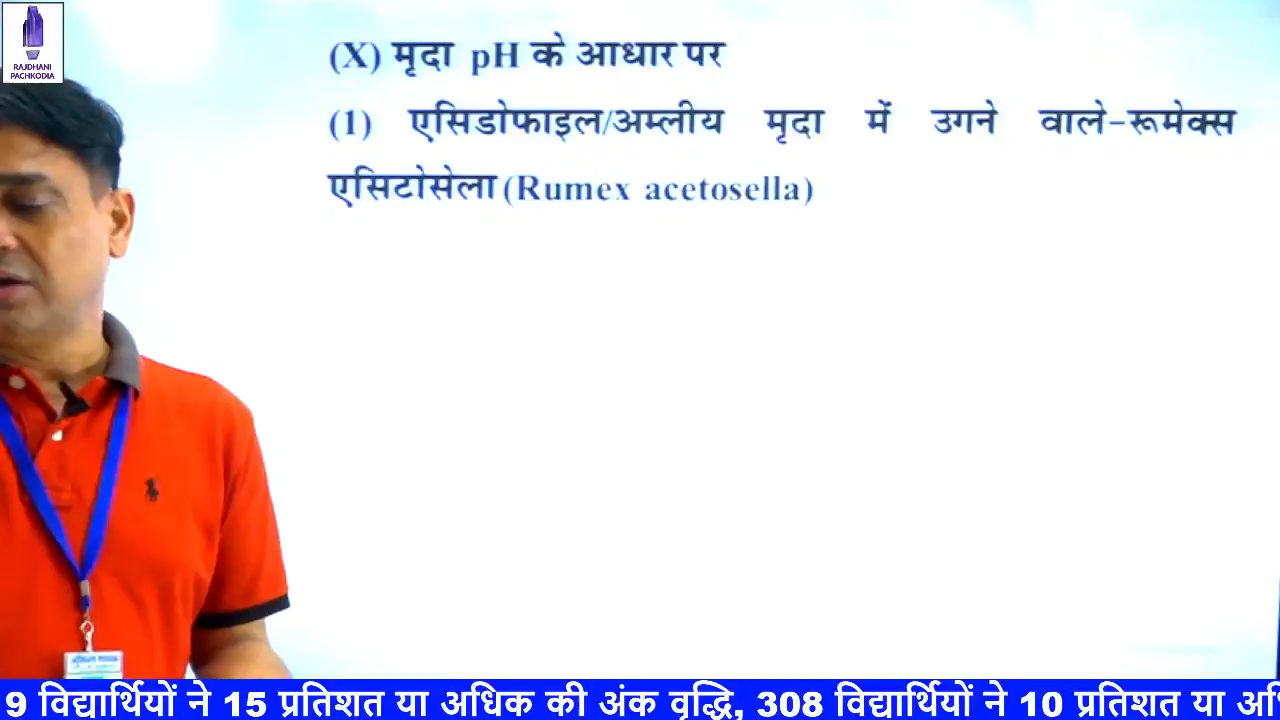 RAJDHANI
PACHKODIA
(X) मृदा pH के आधार पर
(1) एसिडोफाइल/अम्लीय मृदा में उगने वाले-रूमेक्स
एसिटोसेला (Rumex acetosella)
9 विद्यार्थियों ने 15 प्रतिशत या अधिक की अंक वृद्धि, 308 विद्यार्थियों ने 10 प्रतिशत या